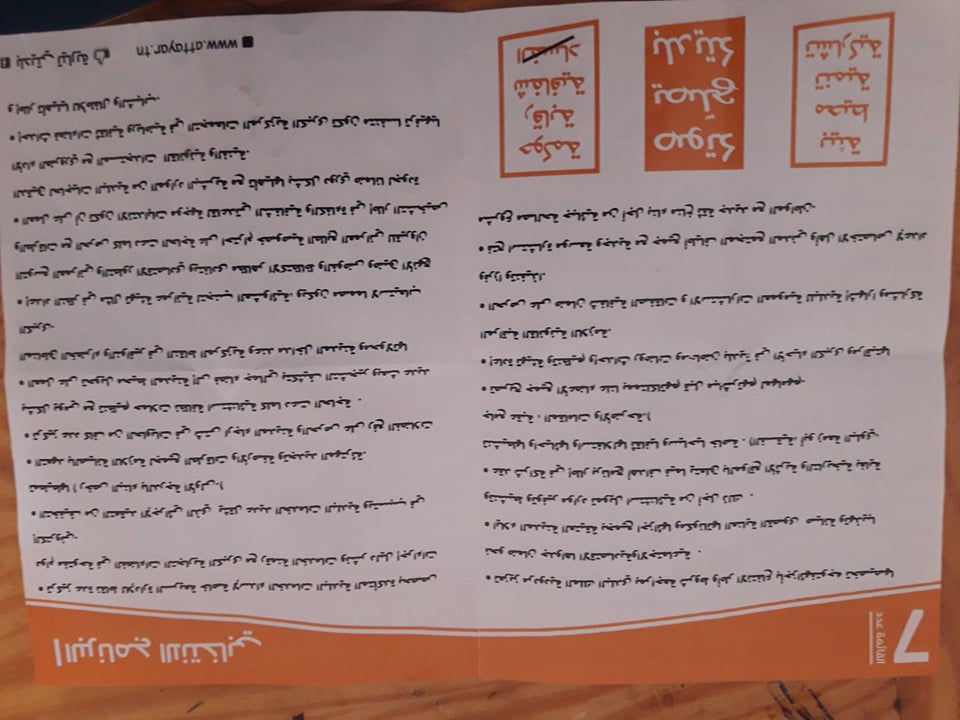 البرنامج الانتخابي
القائمة عدد
7
• تركيز عدة نقاط للإدارة السريعة خاصة لإسداء الخدمات البلدية المتأكدة بحصص
دوام مفتوحة في الفضاءات التجارية الكبرى مع رقمنة الخدمات ونشر دليل إجراءات
إلكتروني.
• التخفيف من التعقيد الإجرائي الذي يثقل عديد الخدمات البلدية ويتسبب في
تمطيطها ( رخص البناء بالدرجة الأولى.(
• التعهد بالصيانة اللازمة لجميع الطرقات والأرصفة وتجديد المهترئة.
• تركيز عدد كاف من الحاويات في شتى ارجاء المدينة والحرص على رفع الفضلات
بشكل يومي مع تنظيم حملات نظافة استثنائية كلما دعت الحاجة .
• العمل على تحويل محيط المدينة إلى فضاء جمالي بتكثيف التشجير وبعث عديد
المناطق الخضراء والنوافير في النقاط المركزية وعند مداخل المدينة ومحولاتها
الكبرى.
• إعداد النظر في مثال تهيئة عمرانية لتجنب العشوائية، ويكون مصمما لاستيعاب
التوسع العمراني والتطور الاقتصادي ويتفادى مظاهر الاكتظاظ والفوضى وضيق الأنهج
والطرقات مع الحرص كلما دعت الحاجة على احترام خصوصية الطابع العمراني للقيروان
• العمل على أن تكون الانتدابات موجهة لقاعدتي الشفافية والكفاءة في إطار التشخيص
الدقيق لحاجيات البلدية من الموارد البشرية مع تأهيلها بشكل دوري ضمانا لجودة
الأداء الضروري مع المستجدات القانونية والفنية.
• إحداث فضاءات ثقافية ورياضية في التجمعات المركزية الكبرى تكون متنفسا ترفيهيا
و إطار تأهيليا للأطفال والشباب.
بلديتي تيارية
www.attayar.tn
• تعزيز مردودية الملك البلدي بمراجعة شروط وأطر الانتفاع بأجزائهفتوجه تخصيصها
نحو ضمان جدواها الاقتصاديةوالاجتماعية .
• ايلاء المدينة العتيقة بجميع اجزائها ومكوناتها العناية القصوى صيانة وتهذيبا
وتنشيط وتوفير موارد تمويل استثنائية من أجل ذلك .
• عقد شراكة في إطار برنامج أهداف فيما يتعلق بالمواقع الأثرية والتاريخية بغاية
تنشيطها واحيائها واستغلالها ثقافيا وسياحيا خاصة . (الفسقية، أبو زمعة البلوي،
جامع عقبة ، المقامات والأضرحة.(
• تصريح جميع الأعضاء علنا بممتلكاتهم قبل مباشرتهم لمهامهم.
• إعادة تهيئة وتنظيم وإحداث روضات ومحاضن بلدية في الأحياء الكبرى ومراقبتها
المراقبة القانونية اللازمة.
• الحرص على ضمان شفافية الصفقات و الاستشارات العمومية للبلدية إشهارا ومشاركة
وفرزا وتنفيذا.
• فتح استشارة موسعة وجدية مع جميع أطياف المجتمع المدني وأهل الاختصاص لإعداد
مشروع مصالحة جبائية من أجل بناء مناخ ثقة جديد مع المواطن.
حوكمة
رقابة
شفافية
الفساد
صوتك
يصلّح
بلديتك
بيئة
محيط
تنمية
تشاركية